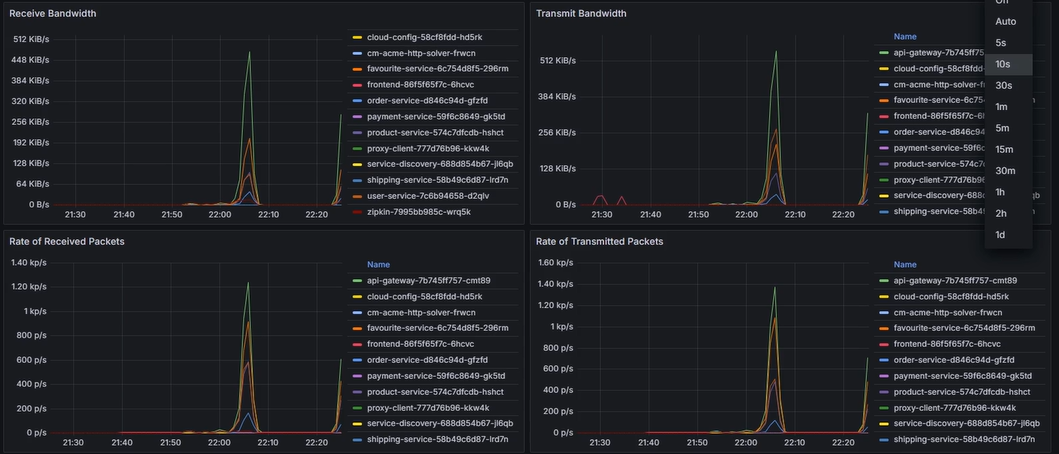 Receive Bandwidth
512 KiB/s
448 KiB/s
384 KiB/s
320 KiB/s
256 KiB/s
192 KiB/s
128 KiB/s
64 KiB/s
0 B/s
21:30 21:40 21:50 22:00 22:10 22:20
cloud-config-58cf8fdd-hd5rk
cm-acme-http-solver-frwcn
favourite-service-6c754d8f5-296rm
frontend-86f5f65f7c-6hcvc
order-service-d846c94d-gfzfd
payment-service-59f6c8649-gk5td
product-service-574c7dfcdb-hshct
proxy-client-777d76b96-kkw4k
service-discovery-688d854b67-jl6qb
shipping-service-58b49c6d87-lrd7n
user-service-7c6b94658-d2qlv
zipkin-7995bb985c-wrq5k
Transmit Bandwidth
512 KiB/s
384 KiB/s
256 KiB/s
128 KiB/s
0 B/s
21:30 21:40 21:50 22:00 22:10 22:20
Name
api-gateway-7b745ff75
cloud-config-58cf8fdd-
cm-acme-http-solver-fr
favourite-service-6c75
frontend-86f5f65f7c-6h
order-service-d846c94
payment-service-59f6c
product-service-574c7
proxy-client-777d76b9
service-discovery-688 qb
shipping-service-58b4 n
Off
Auto
5s
10s
30s
1m
5m
15m
30m
1h
2h
1d
Rate of Received Packets
1.40 kp/s
1.20 kp/s
1 kp/s
800 p/s
600 p/s
400 p/s
200 p/s
0 p/s
21:30 21:40 21:50 22:00 22:10 22:20
Name
api-gateway-7b745ff757-cmt89
cloud-config-58cf8fdd-hd5rk
cm-acme-http-solver-frwcn
favourite-service-6c754d8f5-296rm
frontend-86f5f65f7c-6hcvc
order-service-d846c94d-gfzfd
payment-service-59f6c8649-gk5td
product-service-574c7dfcdb-hshct
proxy-client-777d76b96-kkw4k
service-discovery-688d854b67-jl6qb
shipping-service-58b49c6d87-lrd7n
Rate of Transmitted Packets
1.60 kp/s
1.40 kp/s
1.20 kp/s
1 kp/s
800 p/s
600 p/s
400 p/s
200 p/s
0 p/s
21:30 21:40 21:50 22:00 22:10 22:20
Name
api-gateway-7b745ff757-cmt89
cloud-config-58cf8fdd-hd5rk
cm-acme-http-solver-frwcn
favourite-service-6c754d8f5-296rm
frontend-86f5f65f7c-6hcvc
order-service-d846c94d-gfzfd
payment-service-59f6c8649-gk5td
product-service-574c7dfcdb-hshct
proxy-client-777d76b96-kkw4k
service-discovery-688d854b67-jl6qb
shipping-service-58b49c6d87-lrd7n